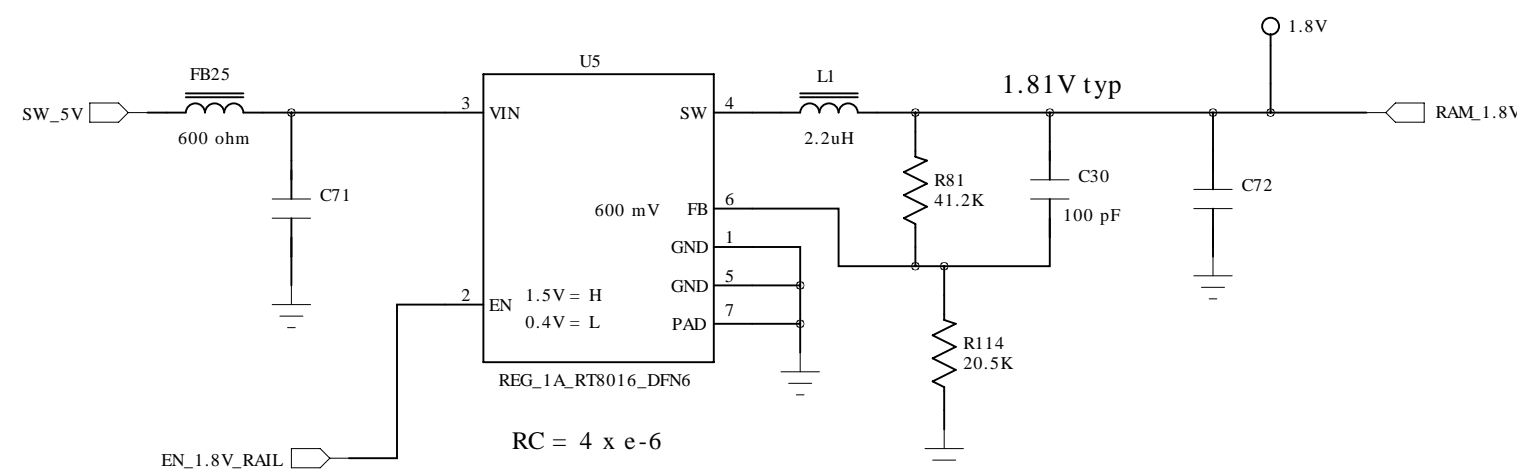 1.8V
U5
FB25
L1
1.81V typ
SW_5V
3
VIN
SW
4
RAM_1.8V
600 ohm
2.2uH
C71
R81
41.2K
C30
100 pF
C72
600 mV
FB
6
GND
1
GND
5
2
EN
1.5V = H
0.4V = L
PAD
7
R114
20.5K
REG_1A_RT8016_DFN6
RC = 4 x e-6
EN_1.8V_RAIL